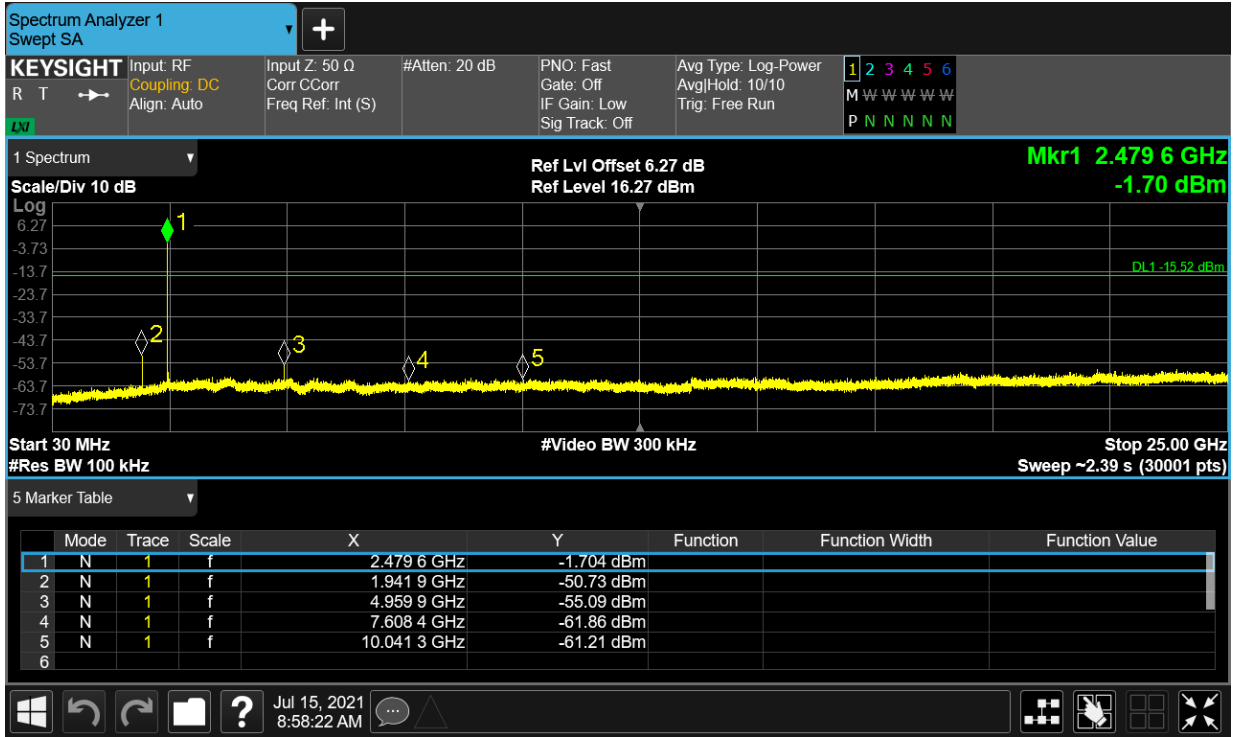 Spectrum Analyzer 1
Swept SA
KEYSIGHT
R T
LXI
Input: RF
Coupling: DC
Align: Auto
Input Z: 50 Ω
Corr CCorr
Freq Ref: Int (S)
#Atten: 20 dB
PNO: Fast
Gate: Off
IF Gain: Low
Sig Track: Off
Avg Type: Log-Power
Avg|Hold: 10/10
Trig: Free Run
1 2 3 4 5 6
M W W W W W
P N N N N N
1 Spectrum
Scale/Div 10 dB
Ref Lvl Offset 6.27 dB
Ref Level 16.27 dBm
Mkr1 2.479 6 GHz
-1.70 dBm
Log
6.27
-3.73
-13.7
-23.7
-33.7
-43.7
-53.7
-63.7
-73.7
1
2
3
4
5
DL1 -15.52 dBm
Start 30 MHz
#Video BW 300 kHz
Stop 25.00 GHz
#Res BW 100 kHz
Sweep ~2.39 s (30001 pts)
5 Marker Table
Mode Trace Scale X Y Function Function Width Function Value
1 N 1 f 2.479 6 GHz -1.704 dBm
2 N 1 f 1.941 9 GHz -50.73 dBm
3 N 1 f 4.959 9 GHz -55.09 dBm
4 N 1 f 7.608 4 GHz -61.86 dBm
5 N 1 f 10.041 3 GHz -61.21 dBm
6
?
Jul 15, 2021
8:58:22 AM